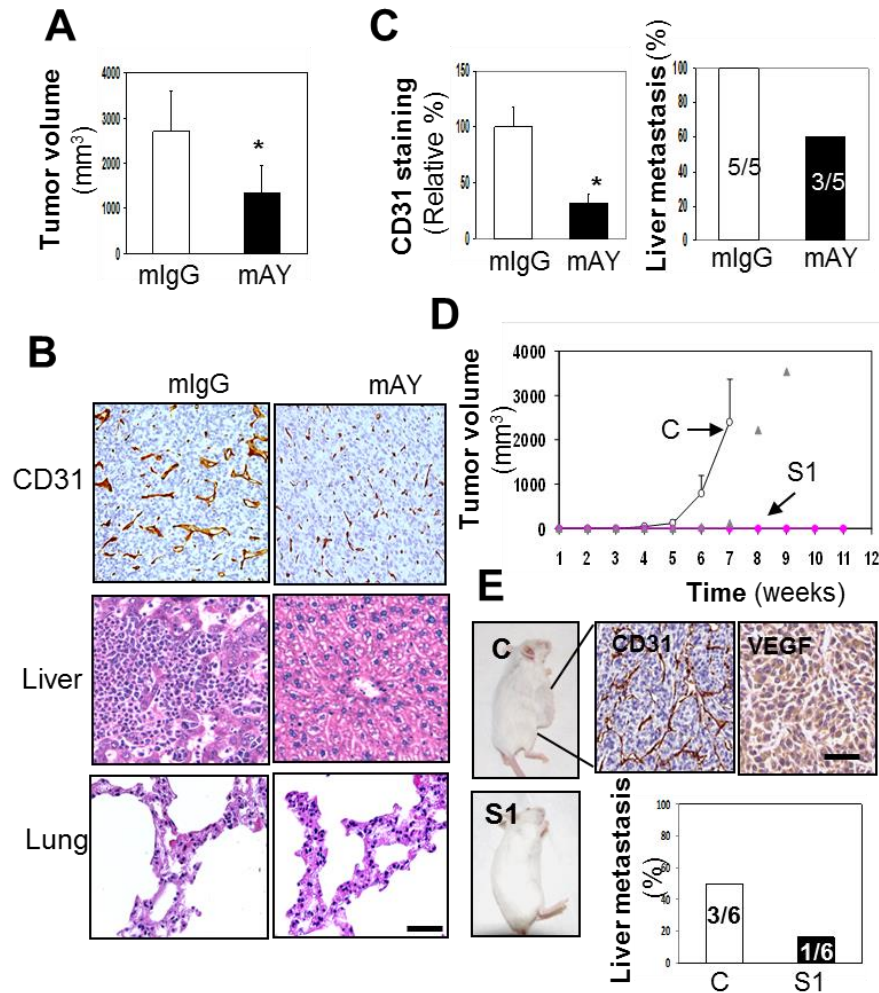 A
Tumor volume
(mm3)
4000
3000
2000
1000
0
*
mIgG
mAY
C
CD31 staining
(Relative %)
150
100
50
0
*
mIgG
mAY
Liver metastasis (%)
100
80
60
40
20
0
5/5
3/5
mIgG
mAY
B
mIgG
mAY
CD31
Liver
Lung
D
Tumor volume
(mm3)
4000
3000
2000
1000
0
C
S1
1 2 3 4 5 6 7 8 9 10 11 12
Time (weeks)
E
C
CD31
VEGF
S1
Liver metastasis
(%)
100
80
60
40
20
0
3/6
1/6
C
S1